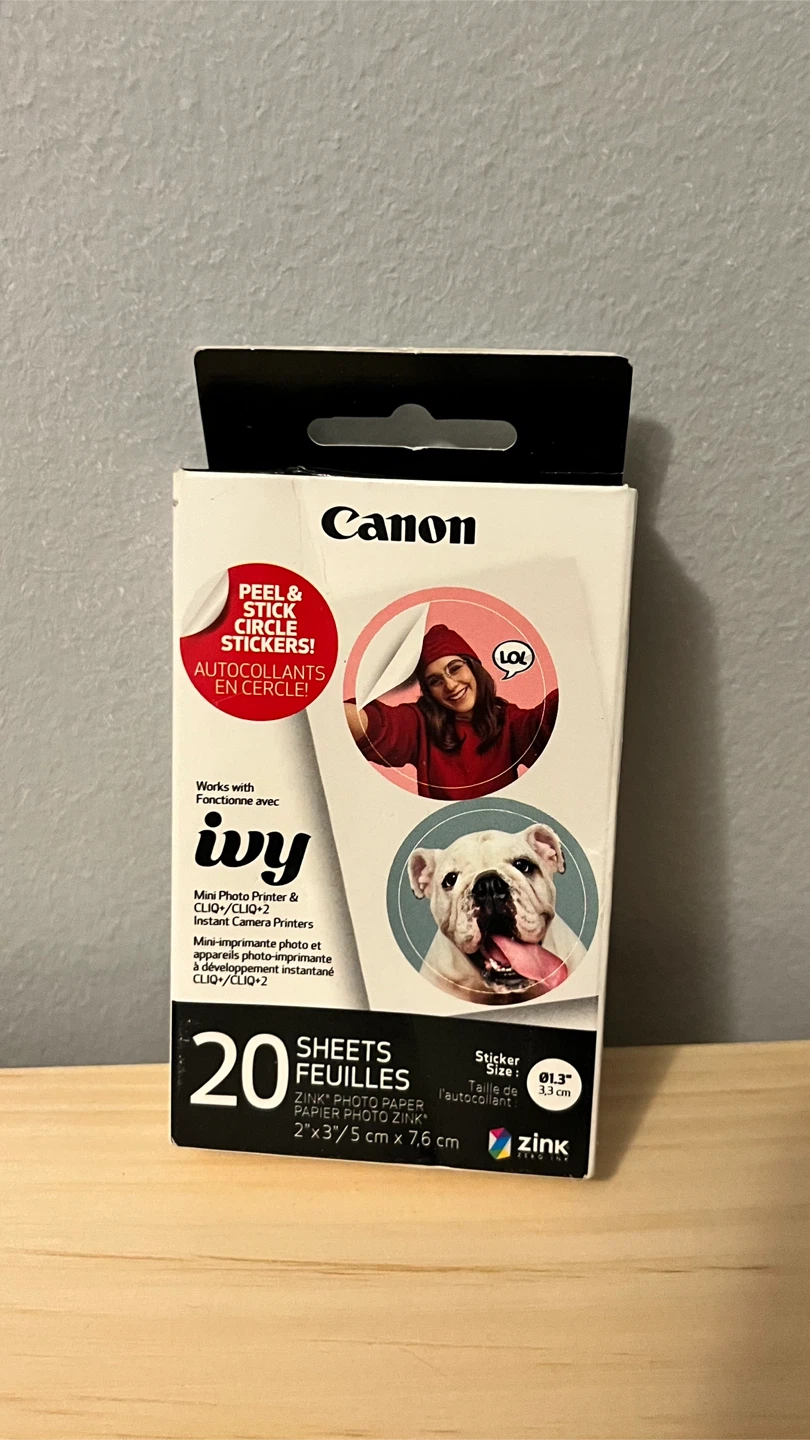 Canon
PEEL &
STICK
CIRCLE
STICKERS!
AUTOCOLLANTS
EN CERCLE!
LOL
Works with
Fonctionne avec
ivy
Mini Photo Printer &
CLIQ+/CLIQ+2
Instant Camera Printers
Mini-imprimante photo et
appareils photo-imprimante
à développement instantané
CLIQ+/CLIQ+2
20
SHEETS
FEUILLES
ZINK® PHOTO PAPER
PAPIER PHOTO ZINK®
2"x3"/5 cm x 7,6 cm
Sticker
Size :
Taille de
l'autocollant :
Ø1.3"
3,3 cm
ZINK
ZERO INK